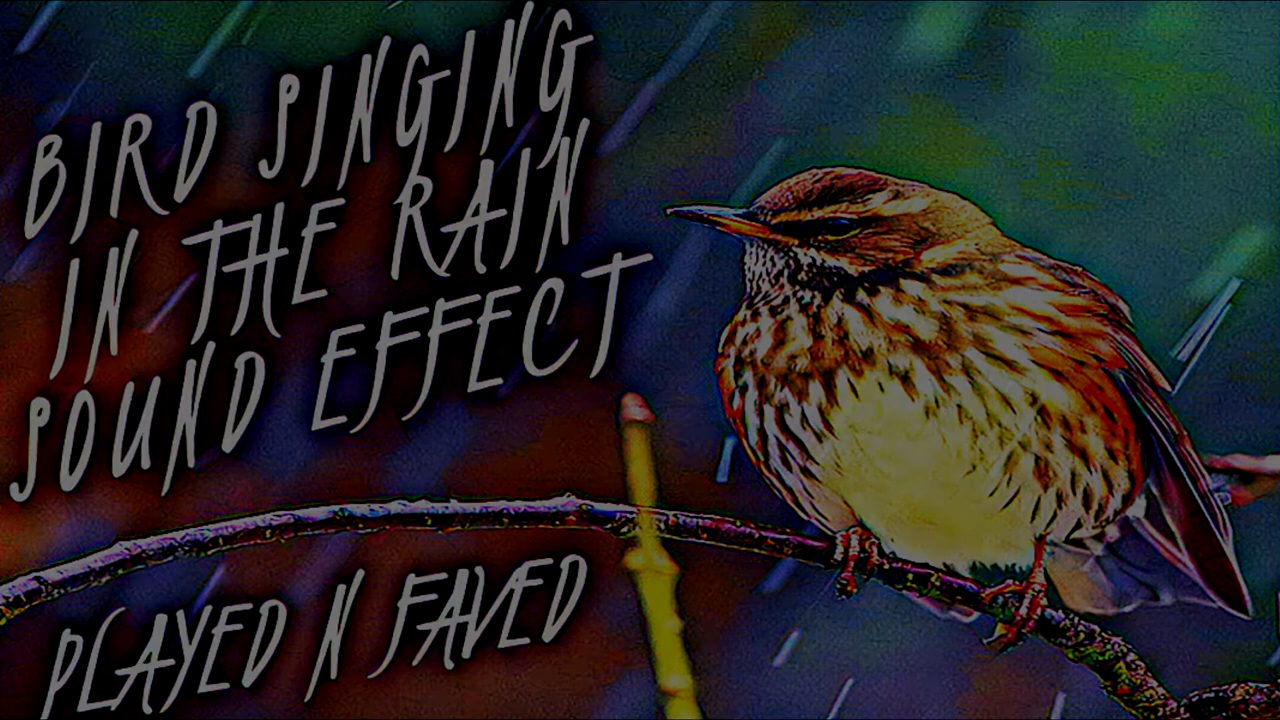 BIRD SINGING
IN THE RAIN
SOUND EFFECT
PLAYED N FAVED